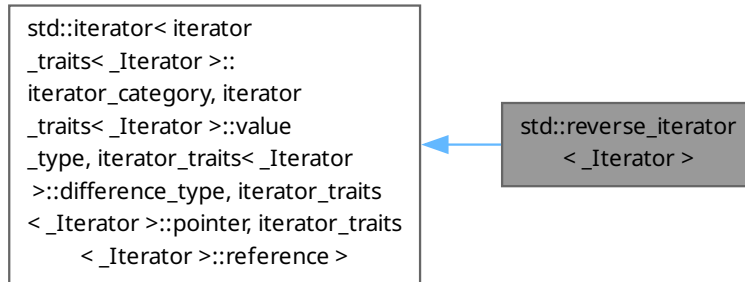 std::iterator< iterator
_traits< _Iterator >::
iterator_category, iterator
_traits< _Iterator >::value
_type, iterator_traits< _Iterator
>::difference_type, iterator_traits
< _Iterator >::pointer, iterator_traits
< _Iterator >::reference >
std::reverse_iterator
< _Iterator >